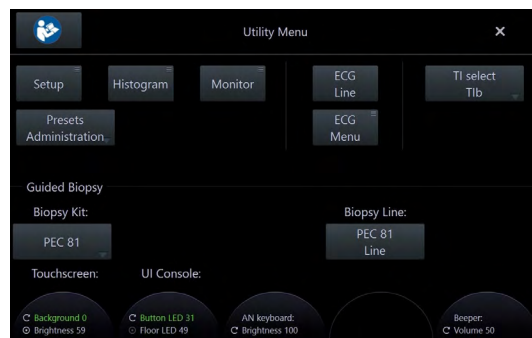 Utility Menu
Setup
Histogram
Monitor
ECG
Line
TI select
TIb
Presets
Administration
ECG
Menu
Guided Biopsy
Biopsy Kit:
Biopsy Line:
PEC 81
PEC 81
Line
Touchscreen:
UI Console:
Background 0
Brightness 59
Button LED 31
Floor LED 49
AN keyboard:
Brightness 100
Beeper:
Volume 50